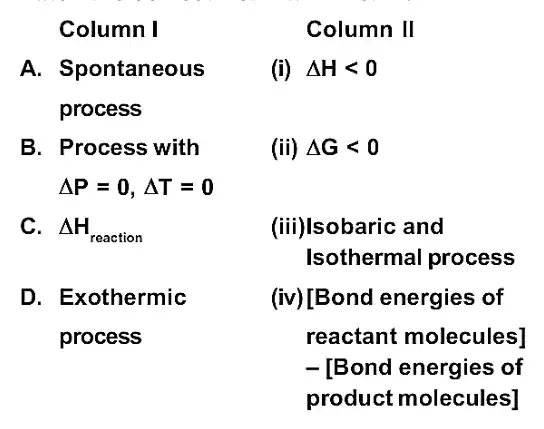 Column I Column II
A. Spontaneous (i) ΔH < 0
process
B. Process with (ii) ΔG < 0
ΔP = 0, ΔT = 0
C. ΔHreaction (iii)Isobaric and
Isothermal process
D. Exothermic (iv)[Bond energies of
process reactant molecules]
– [Bond energies of
product molecules]